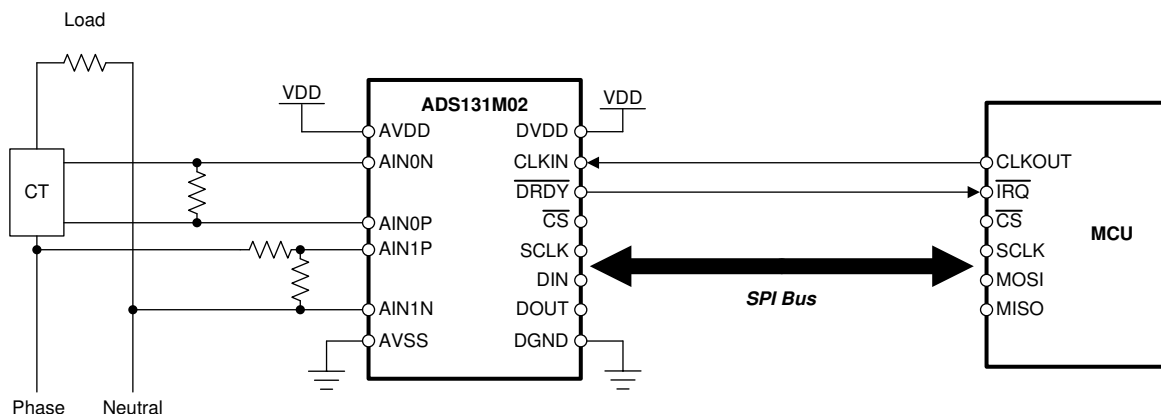 Load
CT
Phase
Neutral
VDD
ADS131M02
VDD
AVDD
AIN0N
AIN0P
AIN1P
AIN1N
AVSS
DVDD
CLKIN
DRDY
CS
SCLK
DIN
DOUT
DGND
SPI Bus
CLKOUT
IRQ
CS
SCLK
MOSI
MISO
MCU